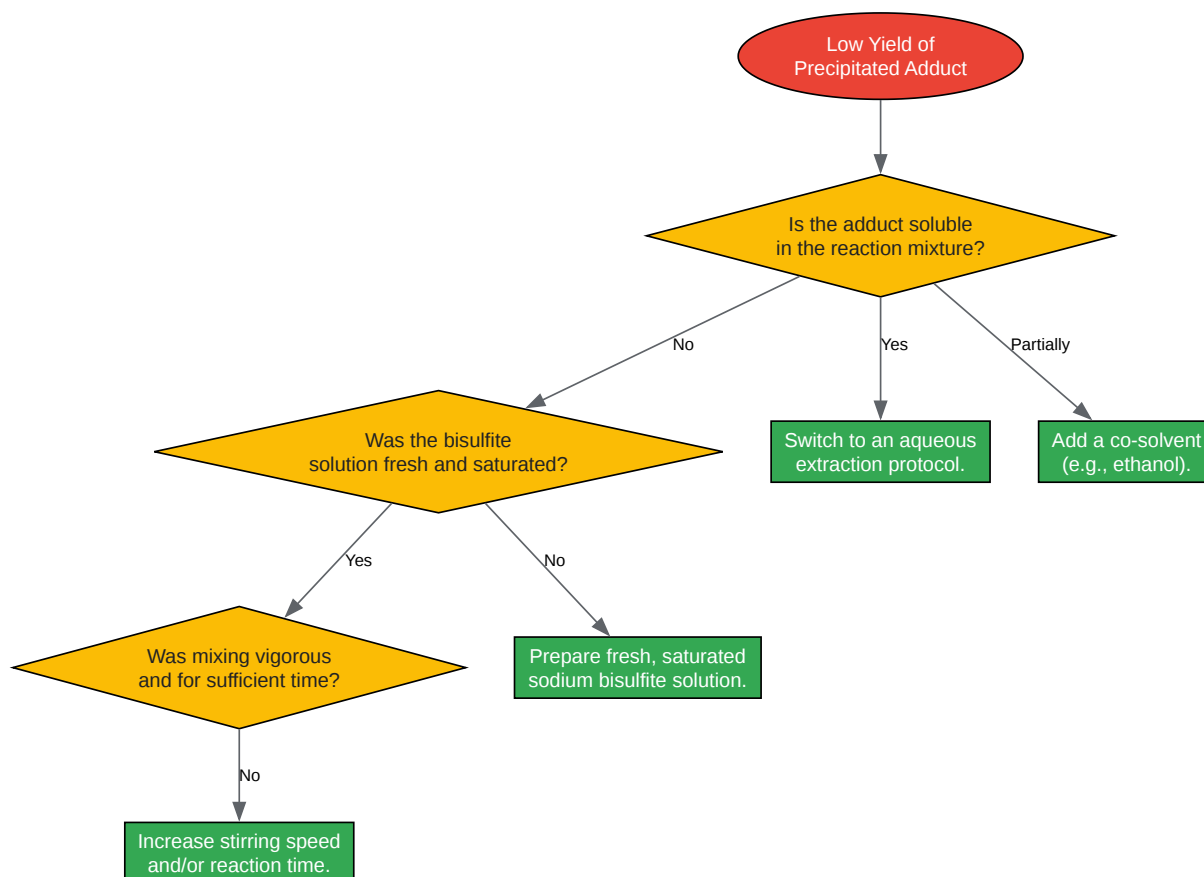 Low Yield of
Precipitated Adduct
Is the adduct soluble
in the reaction mixture?
No
Yes
Partially
Was the bisulfite
solution fresh and saturated?
Switch to an aqueous
extraction protocol.
Add a co-solvent
(e.g., ethanol).
Yes
No
Was mixing vigorous
and for sufficient time?
Prepare fresh, saturated
sodium bisulfite solution.
No
Increase stirring speed
and/or reaction time.